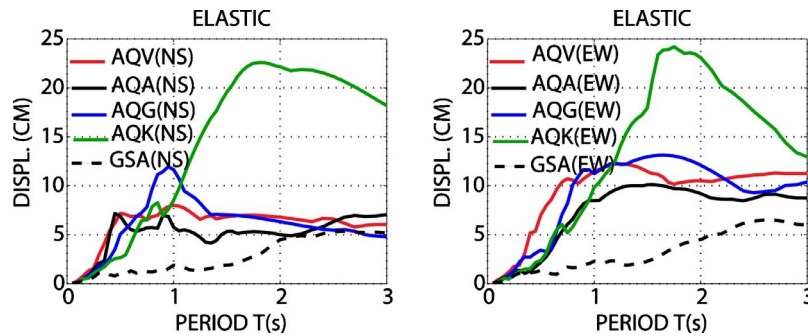 ELASTIC
25
20
15
10
5
0
DISPL. (CM)
AQV(NS)
AQA(NS)
AQG(NS)
AQK(NS)
GSA(NS)
0 1 2 3
PERIOD T(s)
ELASTIC
25
20
15
10
5
0
DISPL. (CM)
AQV(EW)
AQA(EW)
AQG(EW)
AQK(EW)
GSA(EW)
0 1 2 3
PERIOD T(s)